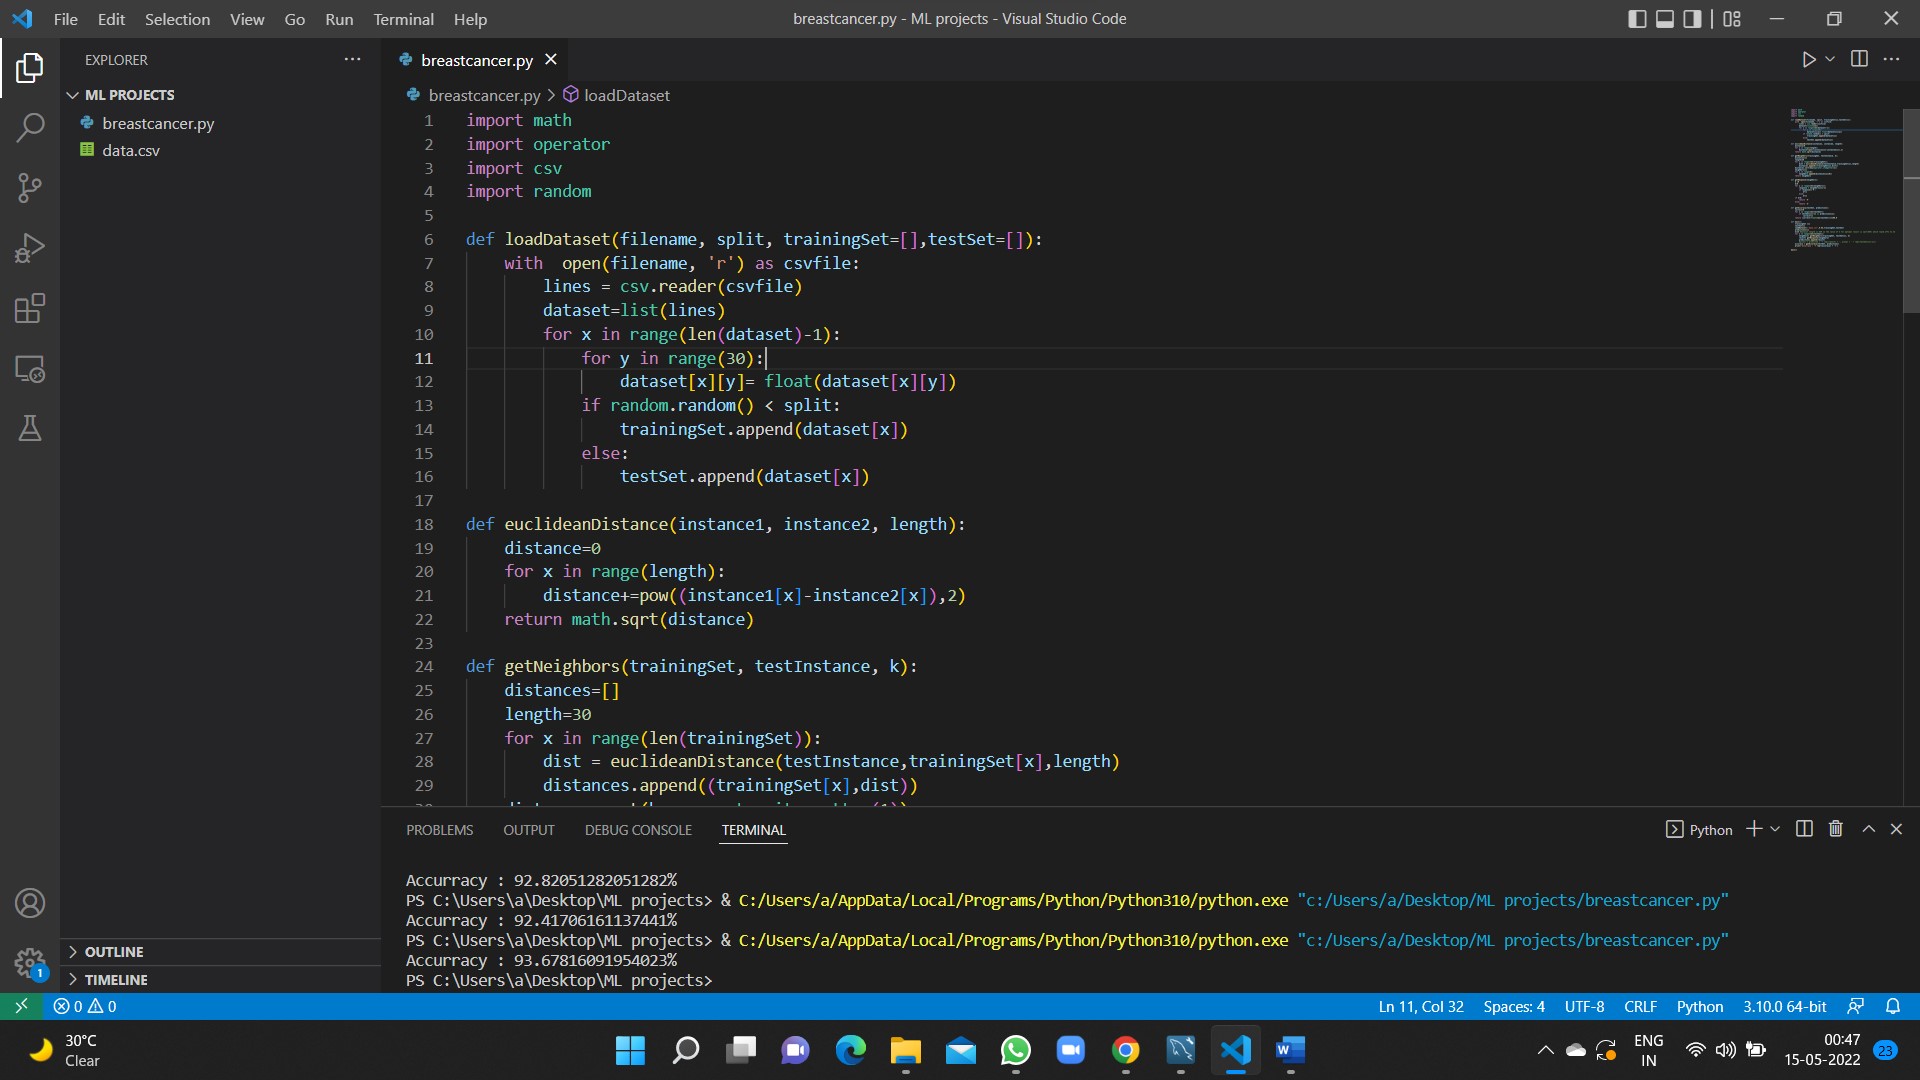 File Edit Selection View Go Run Terminal Help
breastcancer.py - ML projects - Visual Studio Code
EXPLORER
ML PROJECTS
breastcancer.py
data.csv
OUTLINE
TIMELINE
breastcancer.py
breastcancer.py > loadDataset
1 import math
2 import operator
3 import csv
4 import random
5
6 def loadDataset(filename, split, trainingSet=[],testSet=[]):
7     with  open(filename, 'r') as csvfile:
8         lines = csv.reader(csvfile)
9         dataset=list(lines)
10         for x in range(len(dataset)-1):
11             for y in range(30):
12                 dataset[x][y]= float(dataset[x][y])
13             if random.random() < split:
14                 trainingSet.append(dataset[x])
15             else:
16                 testSet.append(dataset[x])
17
18 def euclideanDistance(instance1, instance2, length):
19     distance=0
20     for x in range(length):
21         distance+=pow((instance1[x]-instance2[x]),2)
22     return math.sqrt(distance)
23
24 def getNeighbors(trainingSet, testInstance, k):
25     distances=[]
26     length=30
27     for x in range(len(trainingSet)):
28         dist = euclideanDistance(testInstance,trainingSet[x],length)
29         distances.append((trainingSet[x],dist))
PROBLEMS OUTPUT DEBUG CONSOLE TERMINAL
Python
Accurracy : 92.82051282051282%
PS C:\Users\a\Desktop\ML projects> & C:/Users/a/AppData/Local/Programs/Python/Python310/python.exe "c:/Users/a/Desktop/ML projects/breastcancer.py"
Accurracy : 92.41706161137441%
PS C:\Users\a\Desktop\ML projects> & C:/Users/a/AppData/Local/Programs/Python/Python310/python.exe "c:/Users/a/Desktop/ML projects/breastcancer.py"
Accurracy : 93.67816091954023%
PS C:\Users\a\Desktop\ML projects>
1
0 0
Ln 11, Col 32 Spaces: 4 UTF-8 CRLF Python 3.10.0 64-bit
30°C
Clear
ENG
IN
00:47
15-05-2022
23